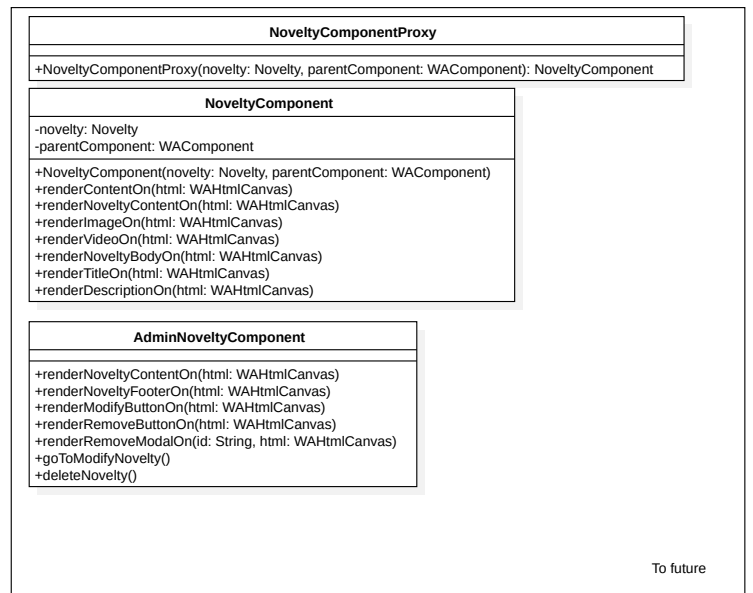 NoveltyComponentProxy
+NoveltyComponentProxy(novelty: Novelty, parentComponent: WAComponent): NoveltyComponent
NoveltyComponent
-novelty: Novelty
-parentComponent: WAComponent
+NoveltyComponent(novelty: Novelty, parentComponent: WAComponent)
+renderContentOn(html: WAHtmlCanvas)
+renderNoveltyContentOn(html: WAHtmlCanvas)
+renderImageOn(html: WAHtmlCanvas)
+renderVideoOn(html: WAHtmlCanvas)
+renderNoveltyBodyOn(html: WAHtmlCanvas)
+renderTitleOn(html: WAHtmlCanvas)
+renderDescriptionOn(html: WAHtmlCanvas)
AdminNoveltyComponent
+renderNoveltyContentOn(html: WAHtmlCanvas)
+renderNoveltyFooterOn(html: WAHtmlCanvas)
+renderModifyButtonOn(html: WAHtmlCanvas)
+renderRemoveButtonOn(html: WAHtmlCanvas)
+renderRemoveModalOn(id: String, html: WAHtmlCanvas)
+goToModifyNovelty()
+deleteNovelty()
To future